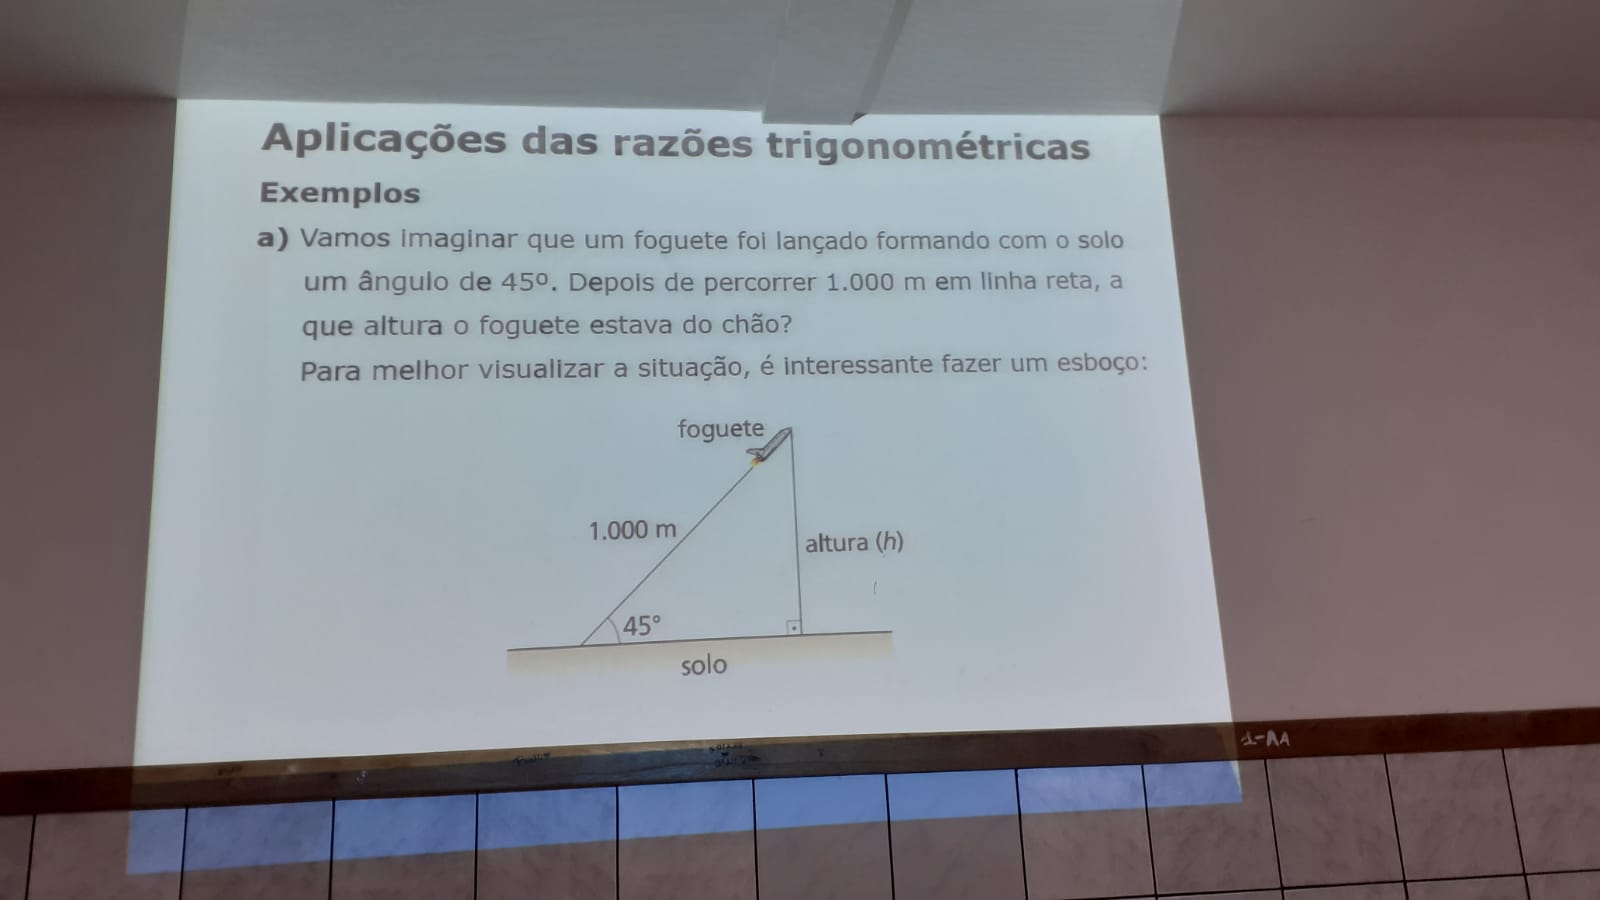 Aplicações das razões trigonométricas
Exemplos
a) Vamos imaginar que um foguete foi lançado formando com o solo
um ângulo de 45º. Depois de percorrer 1.000 m em linha reta, a
que altura o foguete estava do chão?
Para melhor visualizar a situação, é interessante fazer um esboço:
foguete
1.000 m
altura (h)
45°
solo
1-AA